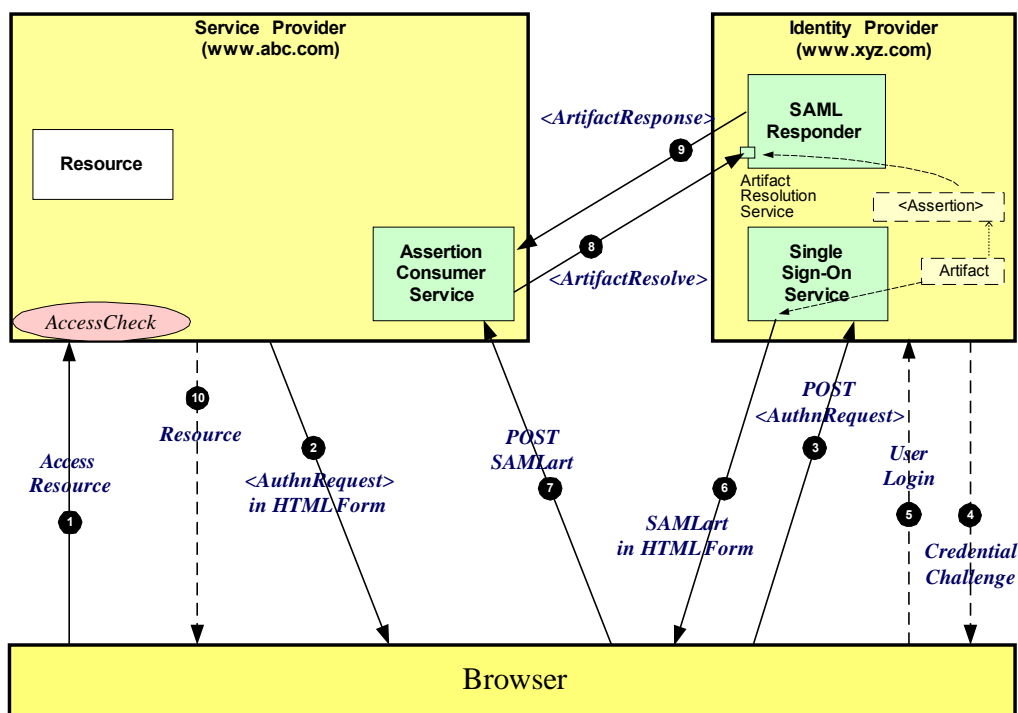 Service Provider
(www.abc.com)
Identity Provider
(www.xyz.com)
Resource
<ArtifactResponse>
9
SAML
Responder
Artifact
Resolution
Service
<Assertion>
Assertion
Consumer
Service
8
<ArtifactResolve>
Single
Sign-On
Service
Artifact
AccessCheck
10
Resource
2
<AuthnRequest>
in HTML Form
Access
Resource
1
POST
SAMLart
7
POST
<AuthnRequest>
3
6
SAMLart
in HTML Form
User
Login
5
4
Credential
Challenge
Browser